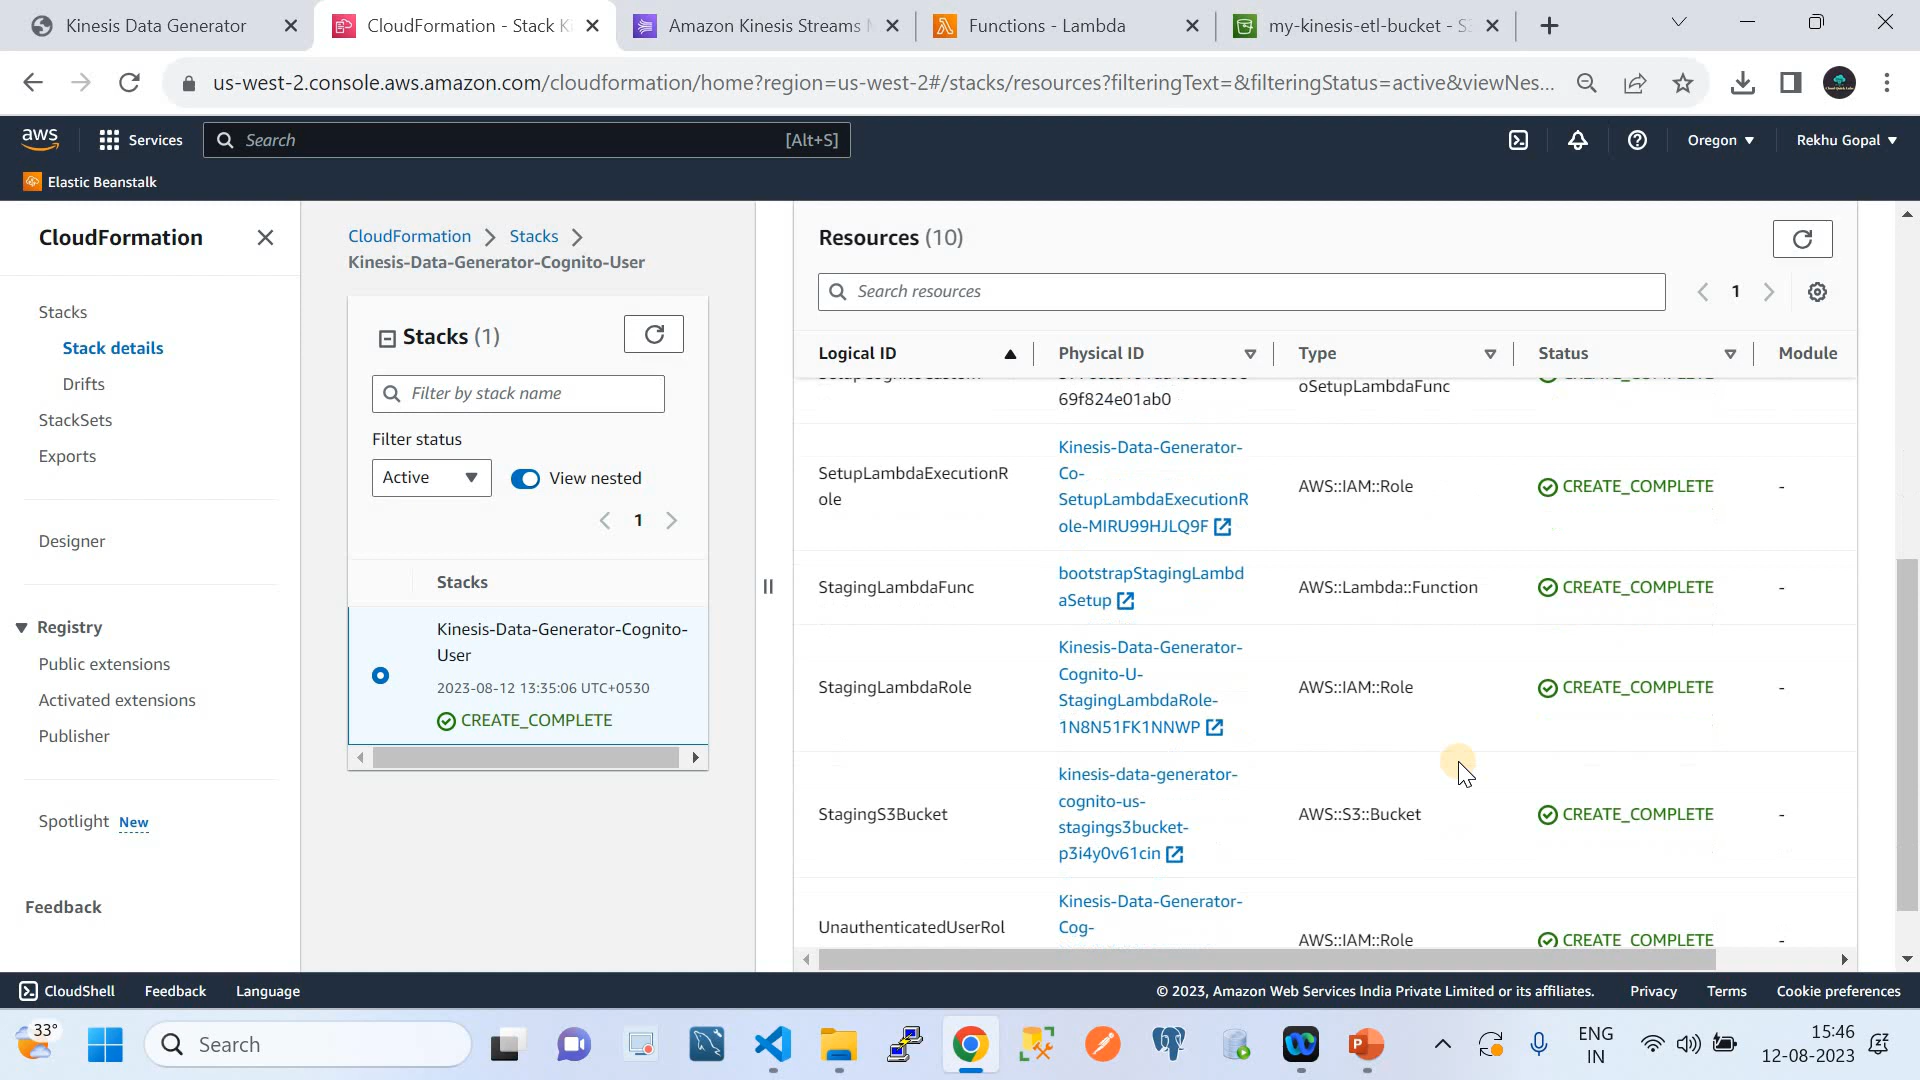 Kinesis Data Generator
CloudFormation - Stack K
Amazon Kinesis Streams
Functions - Lambda
my-kinesis-etl-bucket - S3
us-west-2.console.aws.amazon.com/cloudformation/home?region=us-west-2#/stacks/resources?filteringText=&filteringStatus=active&viewNes...
aws
Services
Search
[Alt+S]
Oregon
Rekhu Gopal
Elastic Beanstalk
CloudFormation
Stacks
Stack details
Drifts
StackSets
Exports
Designer
Registry
Public extensions
Activated extensions
Publisher
Spotlight New
Feedback
CloudFormation
Stacks
Kinesis-Data-Generator-Cognito-User
Stacks (1)
Filter by stack name
Filter status
Active
View nested
1
Stacks
Kinesis-Data-Generator-Cognito-
User
2023-08-12 13:35:06 UTC+0530
CREATE_COMPLETE
Resources (10)
Search resources
1
Logical ID
Physical ID
Type
Status
Module
69f824e01ab0
oSetupLambdaFunc
SetupLambdaExecutionR
ole
Kinesis-Data-Generator-
Co-
SetupLambdaExecutionR
ole-MIRU99HJLQ9F
AWS::IAM::Role
CREATE_COMPLETE
-
StagingLambdaFunc
bootstrapStagingLambd
aSetup
AWS::Lambda::Function
CREATE_COMPLETE
-
StagingLambdaRole
Kinesis-Data-Generator-
Cognito-U-
StagingLambdaRole-
1N8N51FK1NNWP
AWS::IAM::Role
CREATE_COMPLETE
-
StagingS3Bucket
kinesis-data-generator-
cognito-us-
stagings3bucket-
p3i4y0v61cin
AWS::S3::Bucket
CREATE_COMPLETE
-
UnauthenticatedUserRol
Kinesis-Data-Generator-
Cog-
AWS::IAM::Role
CREATE_COMPLETE
-
CloudShell
Feedback
Language
© 2023, Amazon Web Services India Private Limited or its affiliates.
Privacy
Terms
Cookie preferences
33°
Search
ENG
IN
15:46
12-08-2023